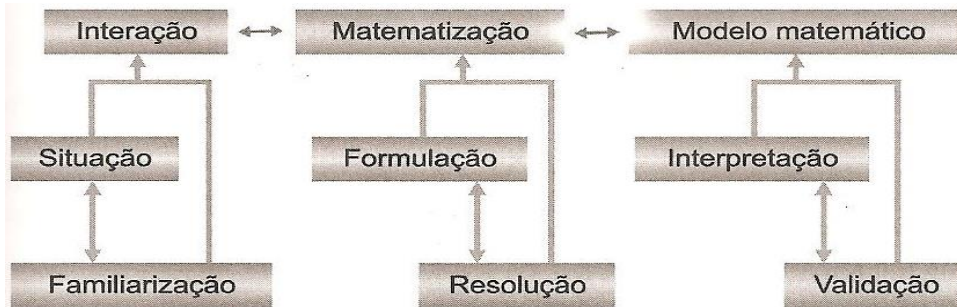 Interação
Matematização
Modelo matemático
Situação
Formulação
Interpretação
Familiarização
Resolução
Validação